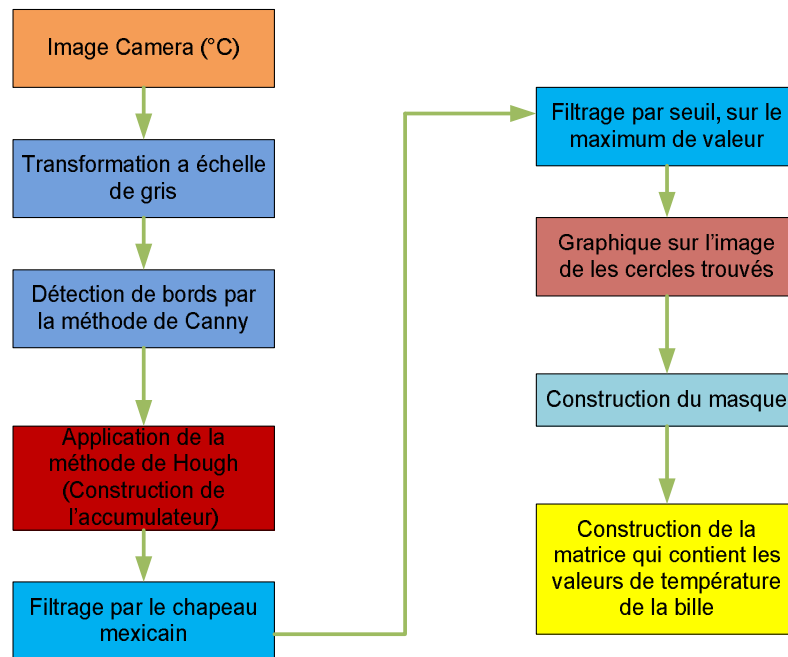 Image Camera (°C)
Transformation a échelle
de gris
Détection de bords par
la méthode de Canny
Application de la
méthode de Hough
(Construction de
l’accumulateur)
Filtrage par le chapeau
mexicain
Filtrage par seuil, sur le
maximum de valeur
Graphique sur l’image
de les cercles trouvés
Construction du masque
Construction de la
matrice qui contient les
valeurs de température
de la bille